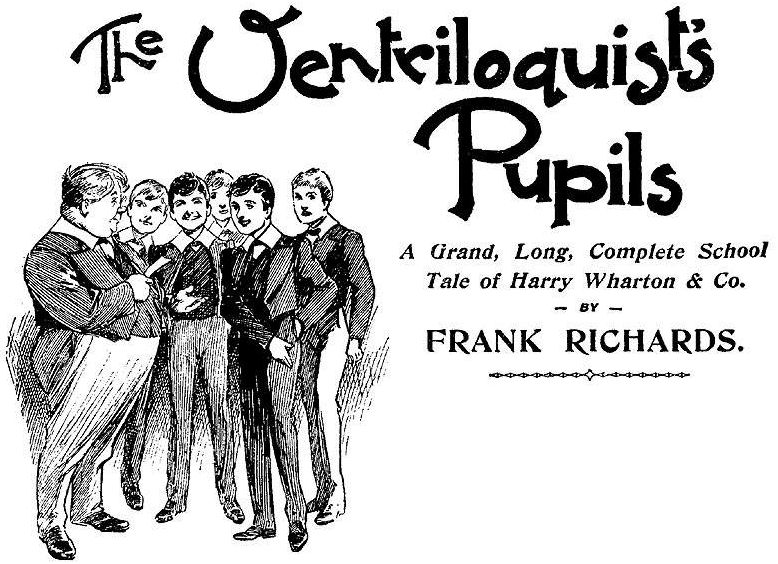 The Ventriloquist's
Pupils
A Grand, Long, Complete School
Tale of Harry Wharton & Co.
– BY –
FRANK RICHARDS.